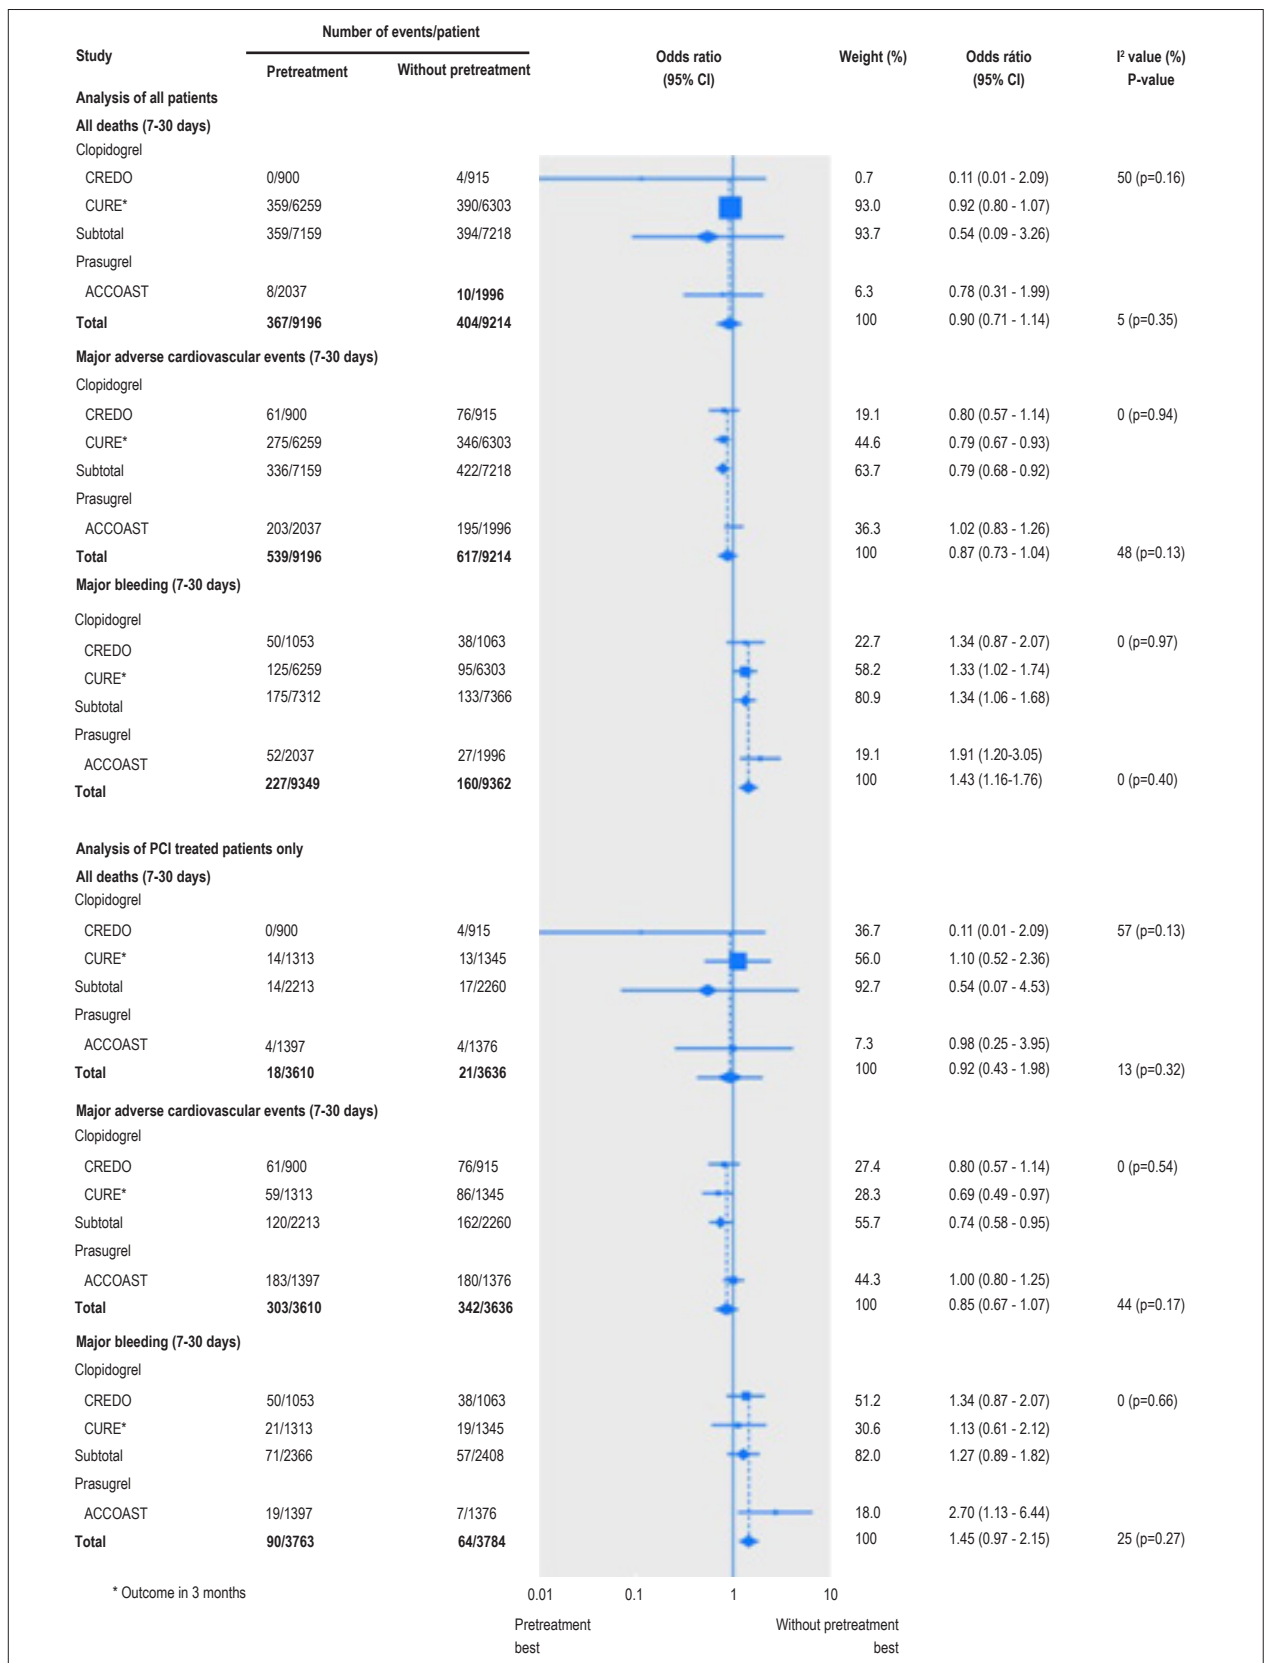 Number of events/patient
Study Pretreatment Without pretreatment Odds ratio Weight (%) Odds rátio I² value (%)
(95% CI) (95% CI) P-value
Analysis of all patients
All deaths (7-30 days)
Clopidogrel
CREDO 0/900 4/915 0.7 0.11 (0.01 - 2.09) 50 (p=0.16)
CURE* 359/6259 390/6303 93.0 0.92 (0.80 - 1.07)
Subtotal 359/7159 394/7218 93.7 0.54 (0.09 - 3.26)
Prasugrel
ACCOAST 8/2037 10/1996 6.3 0.78 (0.31 - 1.99)
Total 367/9196 404/9214 100 0.90 (0.71 - 1.14) 5 (p=0.35)
Major adverse cardiovascular events (7-30 days)
Clopidogrel
CREDO 61/900 76/915 19.1 0.80 (0.57 - 1.14) 0 (p=0.94)
CURE* 275/6259 346/6303 44.6 0.79 (0.67 - 0.93)
Subtotal 336/7159 422/7218 63.7 0.79 (0.68 - 0.92)
Prasugrel
ACCOAST 203/2037 195/1996 36.3 1.02 (0.83 - 1.26)
Total 539/9196 617/9214 100 0.87 (0.73 - 1.04) 48 (p=0.13)
Major bleeding (7-30 days)
Clopidogrel
CREDO 50/1053 38/1063 22.7 1.34 (0.87 - 2.07) 0 (p=0.97)
CURE* 125/6259 95/6303 58.2 1.33 (1.02 - 1.74)
Subtotal 175/7312 133/7366 80.9 1.34 (1.06 - 1.68)
Prasugrel
ACCOAST 52/2037 27/1996 19.1 1.91 (1.20-3.05)
Total 227/9349 160/9362 100 1.43 (1.16-1.76) 0 (p=0.40)
Analysis of PCI treated patients only
All deaths (7-30 days)
Clopidogrel
CREDO 0/900 4/915 36.7 0.11 (0.01 - 2.09) 57 (p=0.13)
CURE* 14/1313 13/1345 56.0 1.10 (0.52 - 2.36)
Subtotal 14/2213 17/2260 92.7 0.54 (0.07 - 4.53)
Prasugrel
ACCOAST 4/1397 4/1376 7.3 0.98 (0.25 - 3.95)
Total 18/3610 21/3636 100 0.92 (0.43 - 1.98) 13 (p=0.32)
Major adverse cardiovascular events (7-30 days)
Clopidogrel
CREDO 61/900 76/915 27.4 0.80 (0.57 - 1.14) 0 (p=0.54)
CURE* 59/1313 86/1345 28.3 0.69 (0.49 - 0.97)
Subtotal 120/2213 162/2260 55.7 0.74 (0.58 - 0.95)
Prasugrel
ACCOAST 183/1397 180/1376 44.3 1.00 (0.80 - 1.25)
Total 303/3610 342/3636 100 0.85 (0.67 - 1.07) 44 (p=0.17)
Major bleeding (7-30 days)
Clopidogrel
CREDO 50/1053 38/1063 51.2 1.34 (0.87 - 2.07) 0 (p=0.66)
CURE* 21/1313 19/1345 30.6 1.13 (0.61 - 2.12)
Subtotal 71/2366 57/2408 82.0 1.27 (0.89 - 1.82)
Prasugrel
ACCOAST 19/1397 7/1376 18.0 2.70 (1.13 - 6.44)
Total 90/3763 64/3784 100 1.45 (0.97 - 2.15) 25 (p=0.27)
* Outcome in 3 months 0.01 0.1 1 10
Pretreatment Without pretreatment
best best